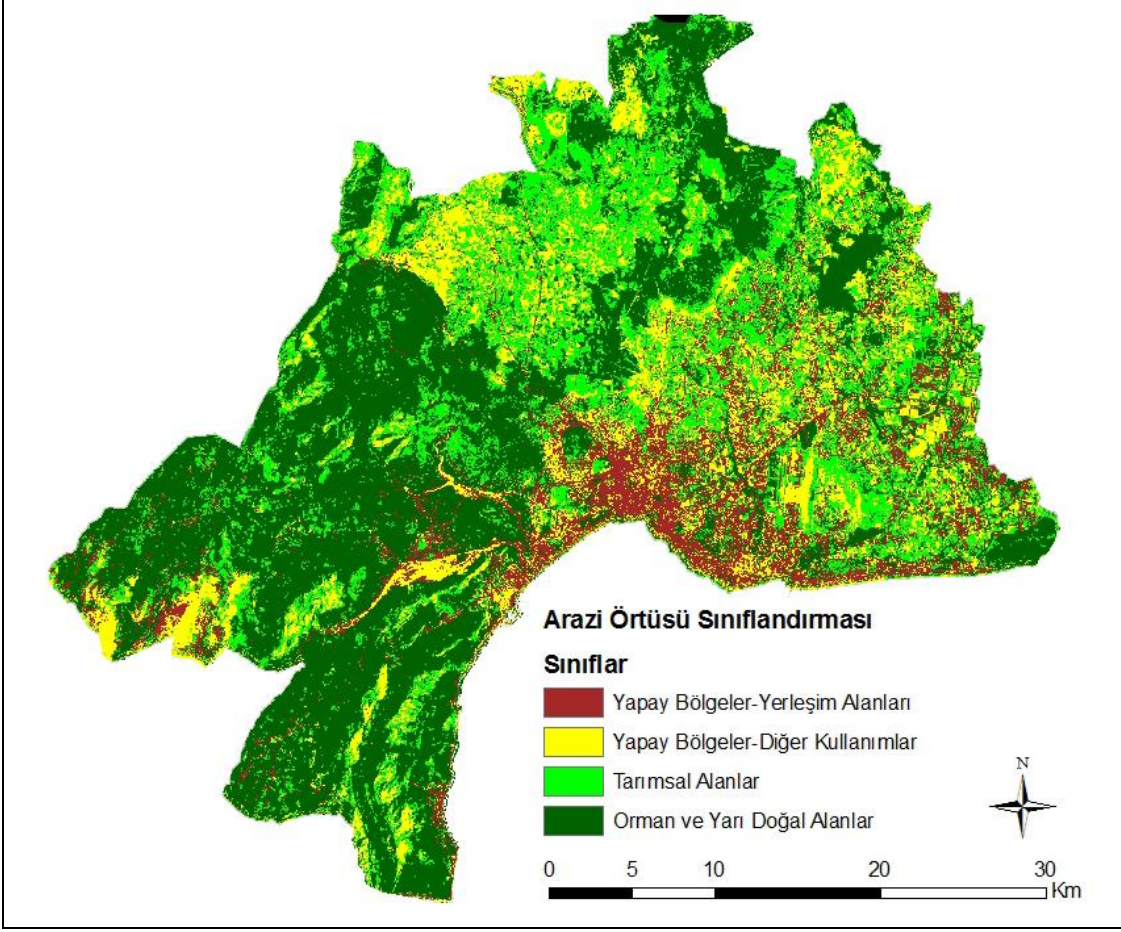 Arazi Örtüsü Sınıflandırması
Sınıflar
Yapay Bölgeler-Yerleşim Alanları
Yapay Bölgeler-Diğer Kullanımlar
Tarımsal Alanlar
Orman ve Yarı Doğal Alanlar
N
0 5 10 20 30
Km